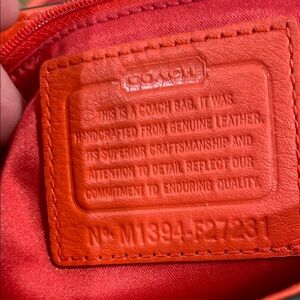 COACH
THIS IS A COACH BAG. IT WAS
HANDCRAFTED FROM GENUINE LEATHER.
ITS SUPERIOR CRAFTSMANSHIP AND
ATTENTION TO DETAIL REFLECT OUR
COMMITMENT TO ENDURING QUALITY.
No M1394-F27231